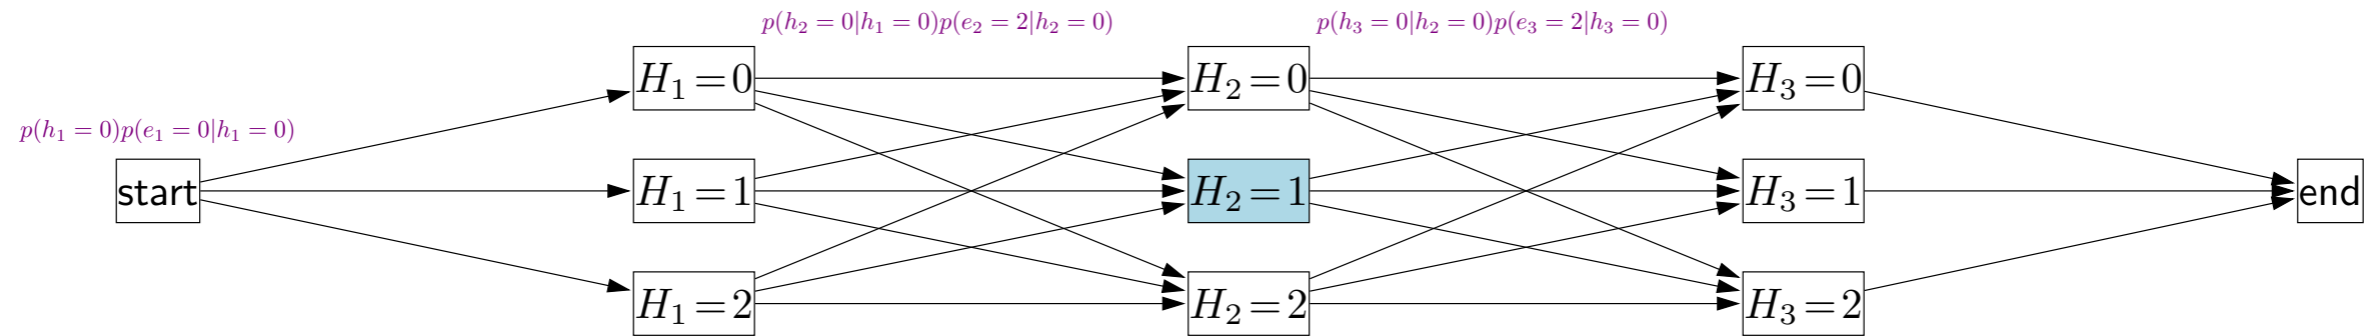 p(h₂ = 0|h₁ = 0)p(e₂ = 2|h₂ = 0) p(h₃ = 0|h₂ = 0)p(e₃ = 2|h₃ = 0)
H₁ = 0 H₂ = 0 H₃ = 0
p(h₁ = 0)p(e₁ = 0|h₁ = 0)
start H₁ = 1 H₂ = 1 H₃ = 1 end
H₁ = 2 H₂ = 2 H₃ = 2